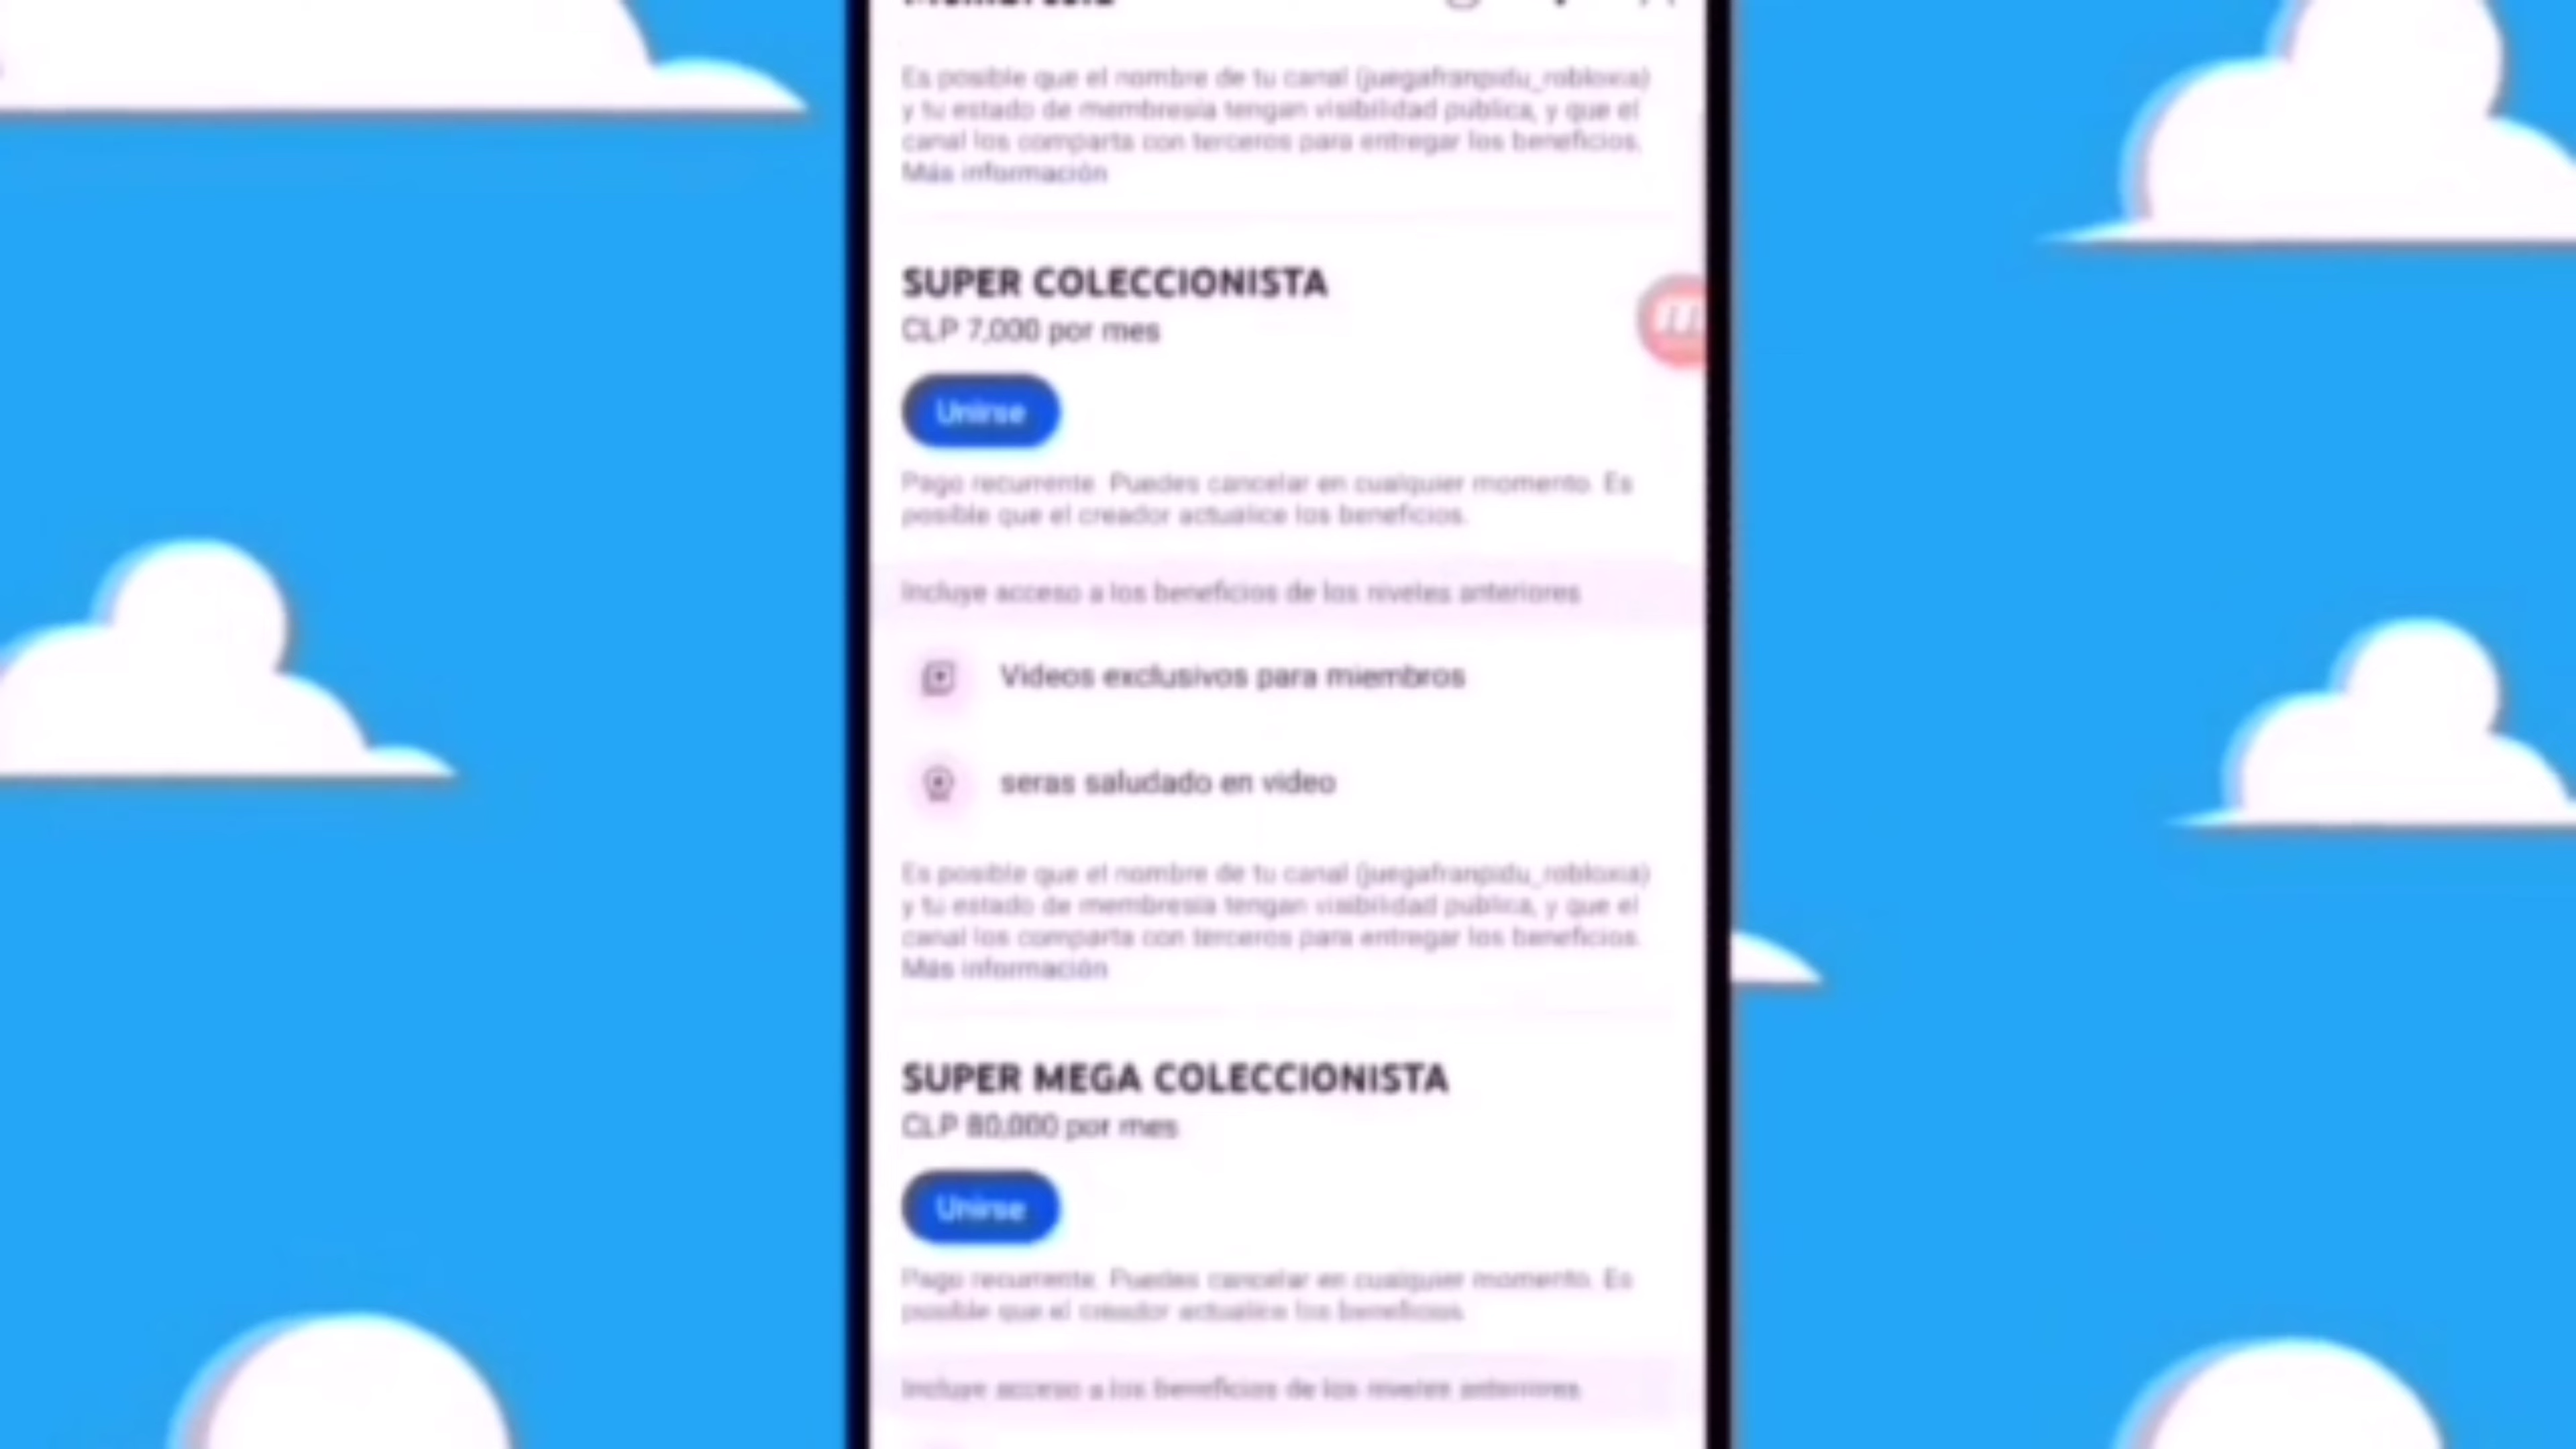 Es posible que el nombre de tu canal (juegafranpidu_robloxia)
y tu estado de membresía tengan visibilidad pública, y que el
canal los comparta con terceros para entregar los beneficios.
Más información
SUPER COLECCIONISTA
CLP 7,000 por mes
Unirse
Pago recurrente. Puedes cancelar en cualquier momento. Es
posible que el creador actualice los beneficios.
Incluye acceso a los beneficios de los niveles anteriores
Videos exclusivos para miembros
seras saludado en video
Es posible que el nombre de tu canal (juegafranpidu_robloxia)
y tu estado de membresía tengan visibilidad pública, y que el
canal los comparta con terceros para entregar los beneficios.
Más información
SUPER MEGA COLECCIONISTA
CLP 80,000 por mes
Unirse
Pago recurrente. Puedes cancelar en cualquier momento. Es
posible que el creador actualice los beneficios.
Incluye acceso a los beneficios de los niveles anteriores